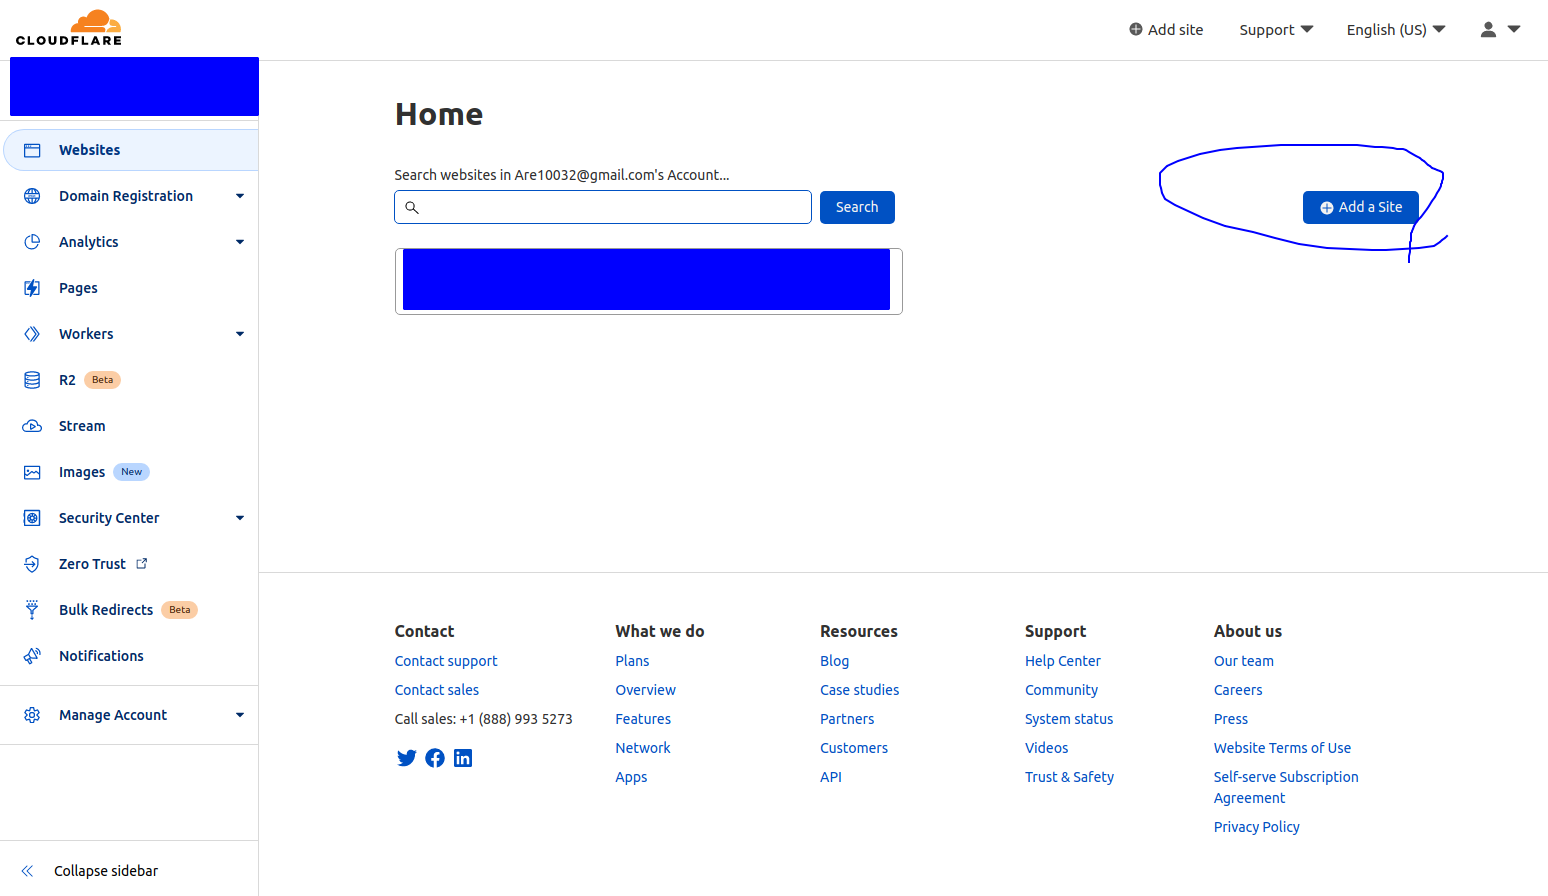 CLOUDFLARE
Add site
Support
English (US)
Websites
Domain Registration
Analytics
Pages
Workers
R2 Beta
Stream
Images New
Security Center
Zero Trust
Bulk Redirects Beta
Notifications
Manage Account
Collapse sidebar
Home
Search websites in Are10032@gmail.com's Account...
Search
Add a Site
Contact
Contact support
Contact sales
Call sales: +1 (888) 993 5273
What we do
Plans
Overview
Features
Network
Apps
Resources
Blog
Case studies
Partners
Customers
API
Support
Help Center
Community
System status
Videos
Trust & Safety
About us
Our team
Careers
Press
Website Terms of Use
Self-serve Subscription
Agreement
Privacy Policy